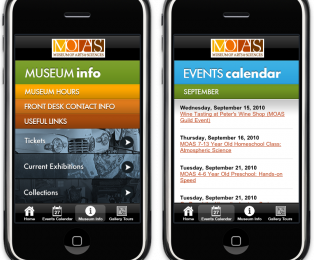 MOAS
MUSEUM OF ARTS & SCIENCES
MUSEUM info
MUSEUM HOURS
FRONT DESK CONTACT INFO
USEFUL LINKS
Tickets
Current Exhibitions
Collections
Home
Events Calendar
Museum Info
Gallery Tours
MOAS
MUSEUM OF ARTS & SCIENCES
EVENTS calendar
SEPTEMBER
Wednesday, September 15, 2010
Wine Tasting at Peter's Wine Shop (MOAS
Guild Event)
Thursday, September 16, 2010
MOAS 7-13 Year Old Homeschool Class:
Atmospheric Science
Tuesday, September 21, 2010
MOAS 4-6 Year Old Preschool Hands-on
Speed
Tuesday, September 21, 2010
Home
Events Calendar
Museum Info
Gallery Tours